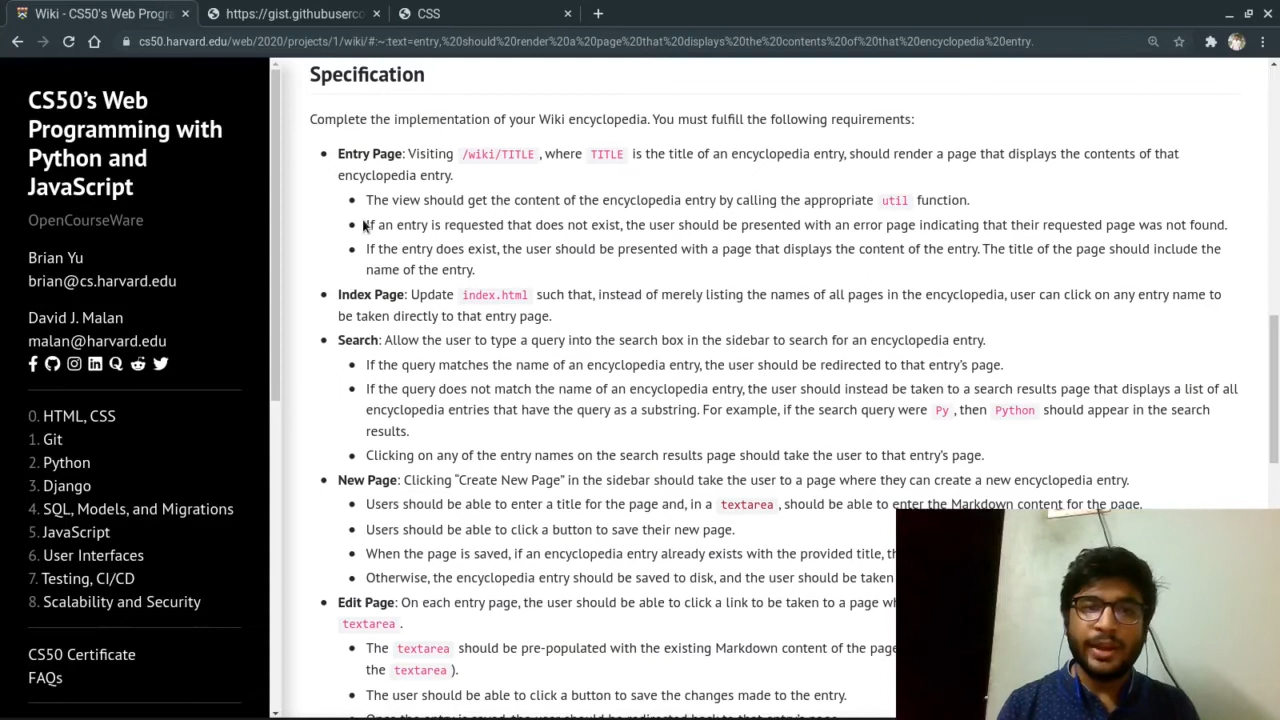 Wiki - CS50's Web Progra
https://gist.githubuserco
CSS
cs50.harvard.edu/web/2020/projects/1/wiki/#:~:text=entry,%20should%20render%20a%20page%20that%20displays%20the%20contents%20of%20that%20encyclopedia%20entry.
CS50's Web
Programming with
Python and
JavaScript
OpenCourseWare
Brian Yu
brian@cs.harvard.edu
David J. Malan
malan@harvard.edu
0. HTML, CSS
1. Git
2. Python
3. Django
4. SQL, Models, and Migrations
5. JavaScript
6. User Interfaces
7. Testing, CI/CD
8. Scalability and Security
CS50 Certificate
FAQs
Specification
Complete the implementation of your Wiki encyclopedia. You must fulfill the following requirements:
Entry Page: Visiting /wiki/TITLE, where TITLE is the title of an encyclopedia entry, should render a page that displays the contents of that
encyclopedia entry.
The view should get the content of the encyclopedia entry by calling the appropriate util function.
If an entry is requested that does not exist, the user should be presented with an error page indicating that their requested page was not found.
If the entry does exist, the user should be presented with a page that displays the content of the entry. The title of the page should include the
name of the entry.
Index Page: Update index.html such that, instead of merely listing the names of all pages in the encyclopedia, user can click on any entry name to
be taken directly to that entry page.
Search: Allow the user to type a query into the search box in the sidebar to search for an encyclopedia entry.
If the query matches the name of an encyclopedia entry, the user should be redirected to that entry's page.
If the query does not match the name of an encyclopedia entry, the user should instead be taken to a search results page that displays a list of all
encyclopedia entries that have the query as a substring. For example, if the search query were Py, then Python should appear in the search
results.
Clicking on any of the entry names on the search results page should take the user to that entry's page.
New Page: Clicking “Create New Page” in the sidebar should take the user to a page where they can create a new encyclopedia entry.
Users should be able to enter a title for the page and, in a textarea, should be able to enter the Markdown content for the page.
Users should be able to click a button to save their new page.
When the page is saved, if an encyclopedia entry already exists with the provided title, th
Otherwise, the encyclopedia entry should be saved to disk, and the user should be taken
Edit Page: On each entry page, the user should be able to click a link to be taken to a page wh
textarea.
The textarea should be pre-populated with the existing Markdown content of the page
the textarea).
The user should be able to click a button to save the changes made to the entry.
Once the entry is saved, the user should be redirected back to that entry's page.